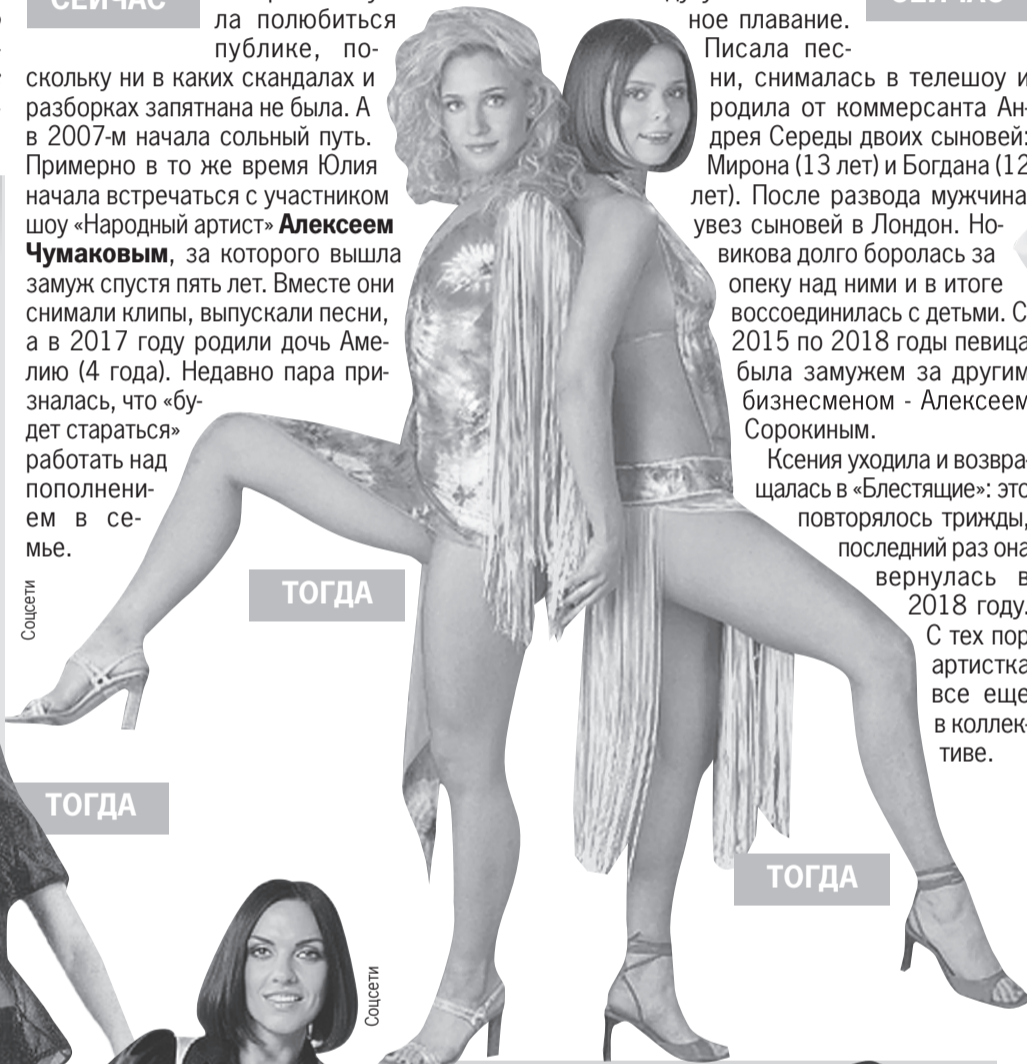 СЕЙЧАС
ла полюбиться
публике, по-
скольку ни в каких скандалах и
разборках запятнана не была. А
в 2007-м начала сольный путь.
Примерно в то же время Юлия
начала встречаться с участником
шоу «Народный артист» Алексеем
Чумаковым, за которого вышла
замуж спустя пять лет. Вместе они
снимали клипы, выпускали песни,
а в 2017 году родили дочь Аме-
лию (4 года). Недавно пара при-
зналась, что «бу-
дет стараться»
работать над
пополнени-
ем в се-
мье.
Соцсети
ТОГДА
ТОГДА
Соцсети
СЕЙЧАС
ное плавание.
Писала пес-
ни, снималась в телешоу и
родила от коммерсанта Ан-
дрея Середы двоих сыновей:
Мирона (13 лет) и Богдана (12
лет). После развода мужчина
увез сыновей в Лондон. Но-
викова долго боролась за
опеку над ними и в итоге
воссоединилась с детьми. С
2015 по 2018 годы певица
была замужем за другим
бизнесменом - Алексеем
Сорокиным.
Ксения уходила и возвра-
щалась в «Блестящие»: это
повторялось трижды,
последний раз она
вернулась в
2018 году.
С тех пор
артистка
все еще
в коллек-
тиве.
ТОГДА